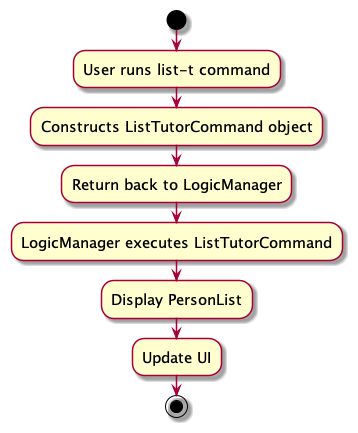 User runs list-t command
Constructs ListTutorCommand object
Return back to LogicManager
LogicManager executes ListTutorCommand
Display PersonList
Update UI